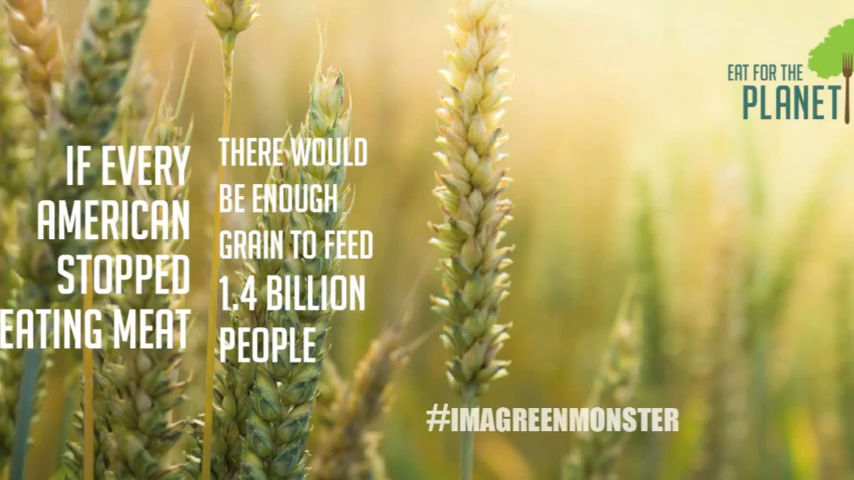 IF EVERY
AMERICAN
STOPPED
EATING MEAT
THERE WOULD
BE ENOUGH
GRAIN TO FEED
1.4 BILLION
PEOPLE
EAT FOR THE
PLANET
#IMAGREENMONSTER